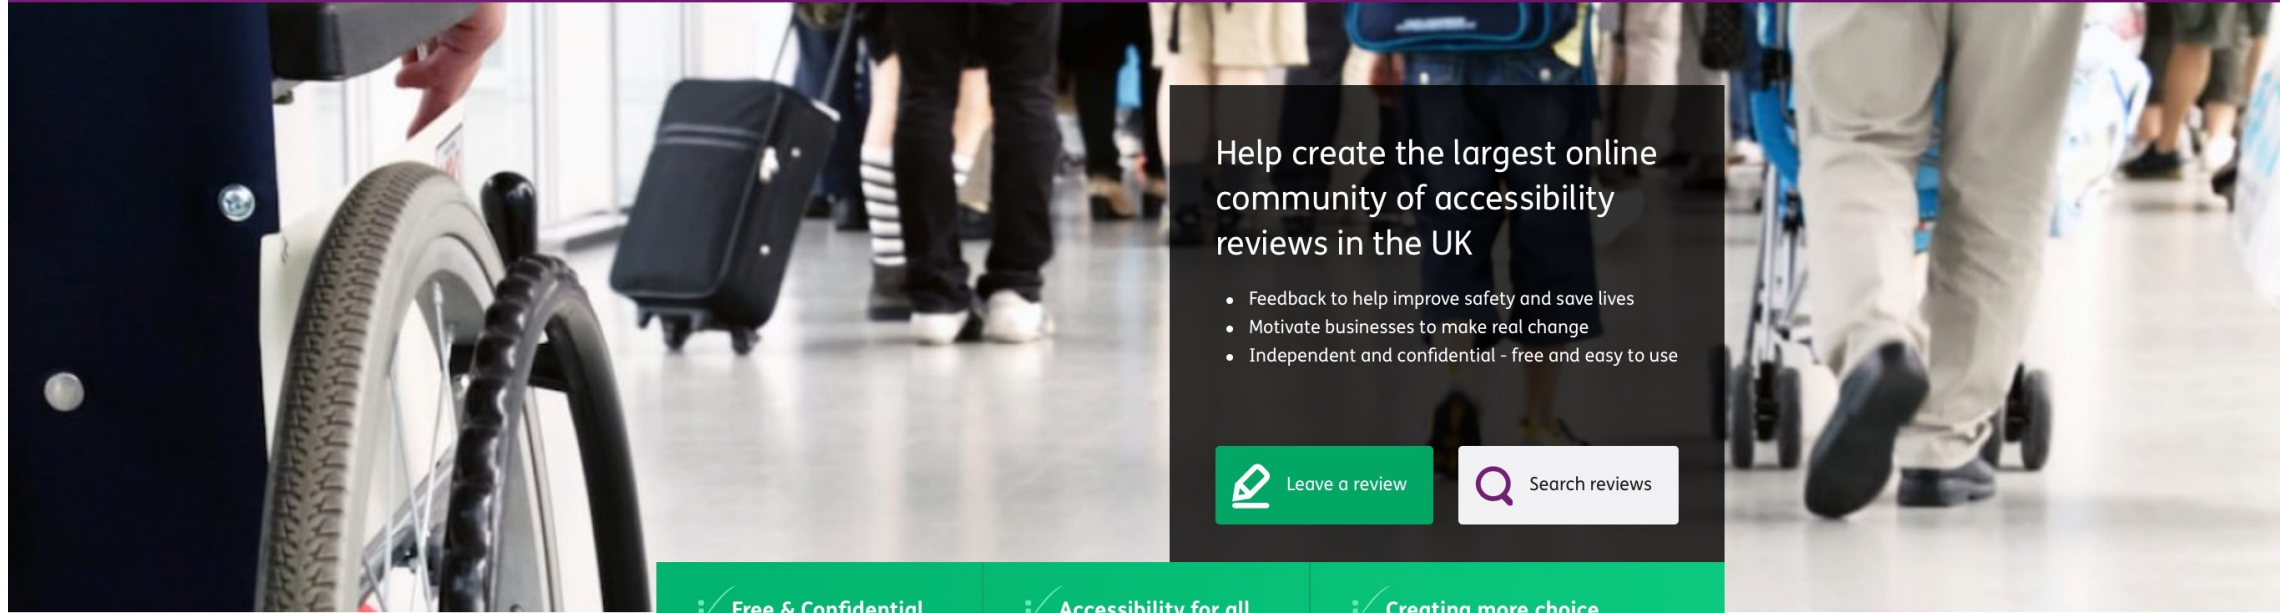 Help create the largest online
community of accessibility
reviews in the UK
• Feedback to help improve safety and save lives
• Motivate businesses to make real change
• Independent and confidential - free and easy to use
Leave a review
Search reviews
Free & Confidential
Accessibility for all
Creating more choice